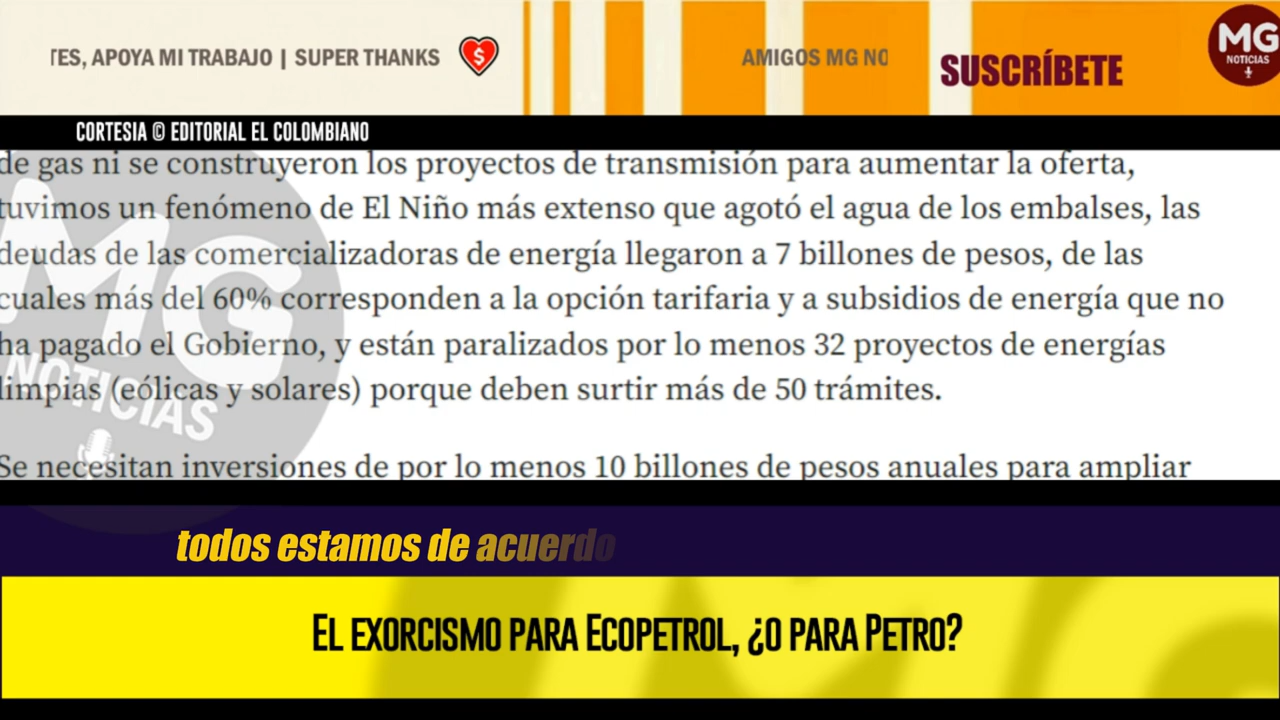 TES, APOYA MI TRABAJO | SUPER THANKS
$
AMIGOS MG NO
SUSCRÍBETE
MG
NOTICIAS
CORTESIA © EDITORIAL EL COLOMBIANO
de gas ni se construyeron los proyectos de transmisión para aumentar la oferta,
tuvimos un fenómeno de El Niño más extenso que agotó el agua de los embalses, las
deudas de las comercializadoras de energía llegaron a 7 billones de pesos, de las
cuales más del 60% corresponden a la opción tarifaria y a subsidios de energía que no
ha pagado el Gobierno, y están paralizados por lo menos 32 proyectos de energías
limpias (eólicas y solares) porque deben surtir más de 50 trámites.
Se necesitan inversiones de por lo menos 10 billones de pesos anuales para ampliar
MG
NOTICIAS
todos estamos de acuerdo
EL EXORCISMO PARA ECOPETROL, ¿O PARA PETRO?